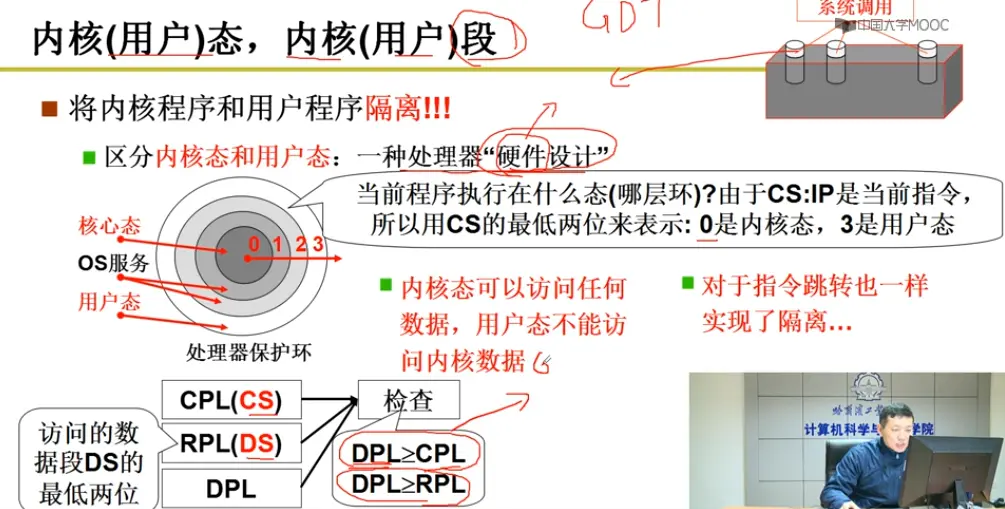 系统调用
GDT
中国大学MOOC
内核(用户)态，内核(用户)段
将内核程序和用户程序隔离!!!
区分内核态和用户态：一种处理器“硬件设计”
当前程序执行在什么态(哪层环)?由于CS:IP是当前指令，
所以用CS的最低两位来表示: 0是内核态，3是用户态
核心态
OS服务
用户态
0 1 2 3
处理器保护环
内核态可以访问任何
数据，用户态不能访
问内核数据
对于指令跳转也一样
实现了隔离...
CPL(CS)
RPL(DS)
DPL
检查
访问的数
据段DS的
最低两位
DPL≥CPL
DPL≥RPL
计算机科学与
学院